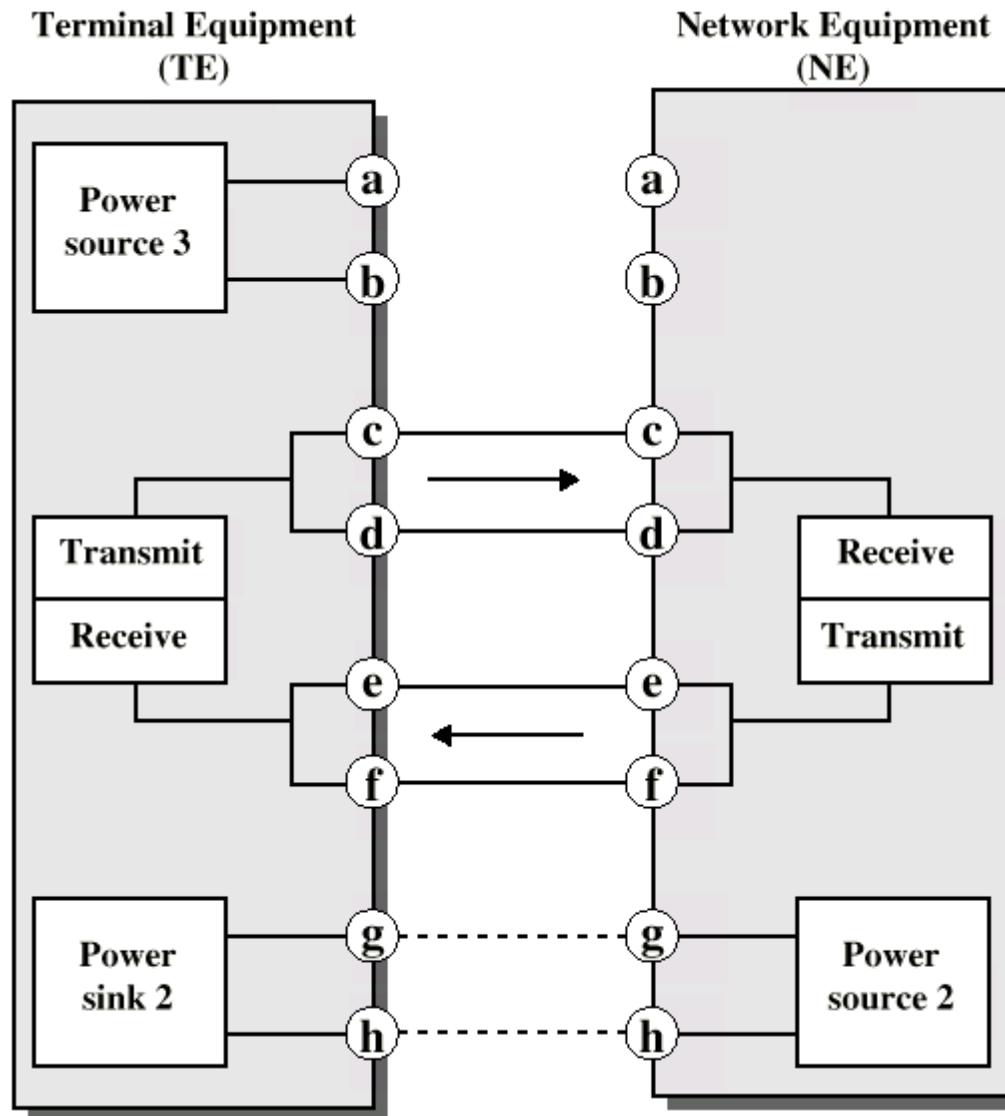 Terminal Equipment
(TE)
Network Equipment
(NE)
Power
source 3
a
b
a
b
c
d
c
d
Transmit
Receive
Receive
Transmit
e
f
e
f
Power
sink 2
g
h
g
h
Power
source 2